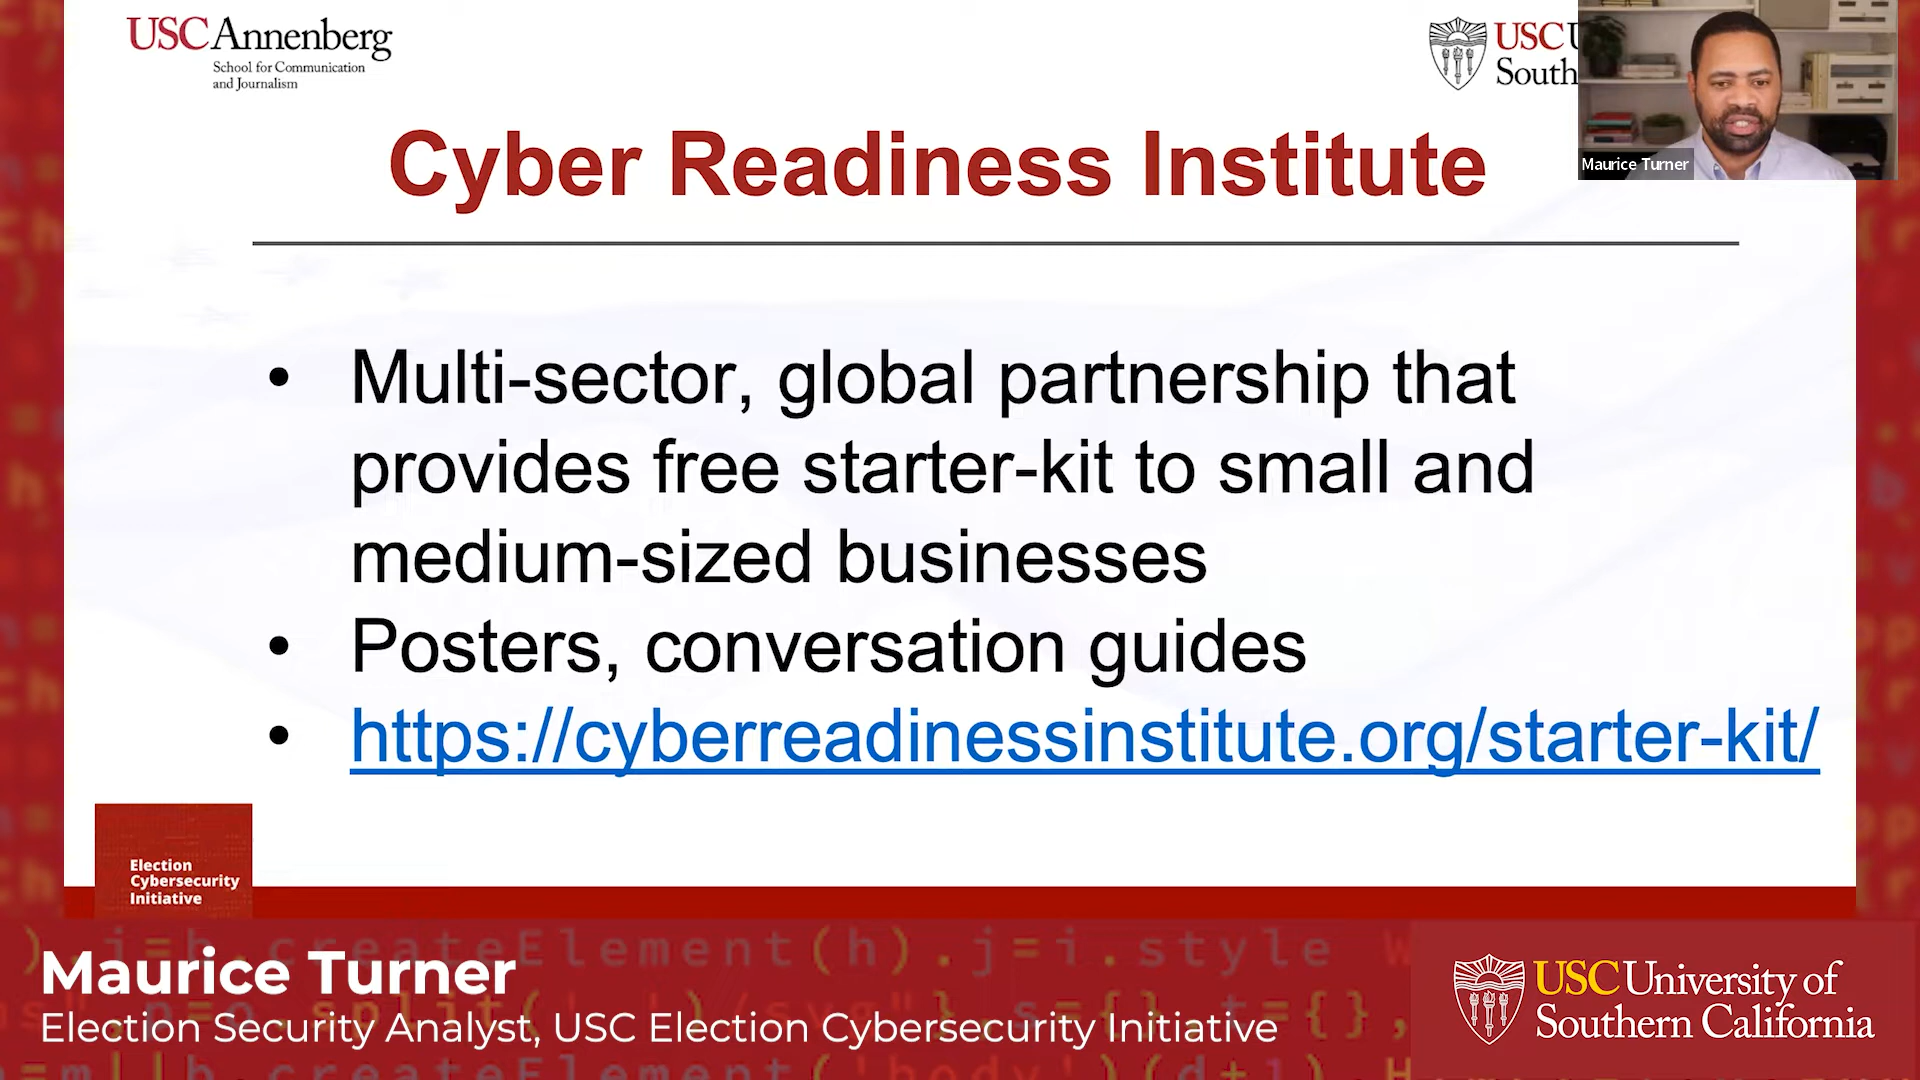 USC Annenberg
School for Communication
and Journalism
USC
South
Maurice Turner
Cyber Readiness Institute
• Multi-sector, global partnership that
provides free starter-kit to small and
medium-sized businesses
• Posters, conversation guides
• https://cyberreadinessinstitute.org/starter-kit/
Election
Cybersecurity
Initiative
Maurice Turner
Election Security Analyst, USC Election Cybersecurity Initiative
USC University of
Southern California